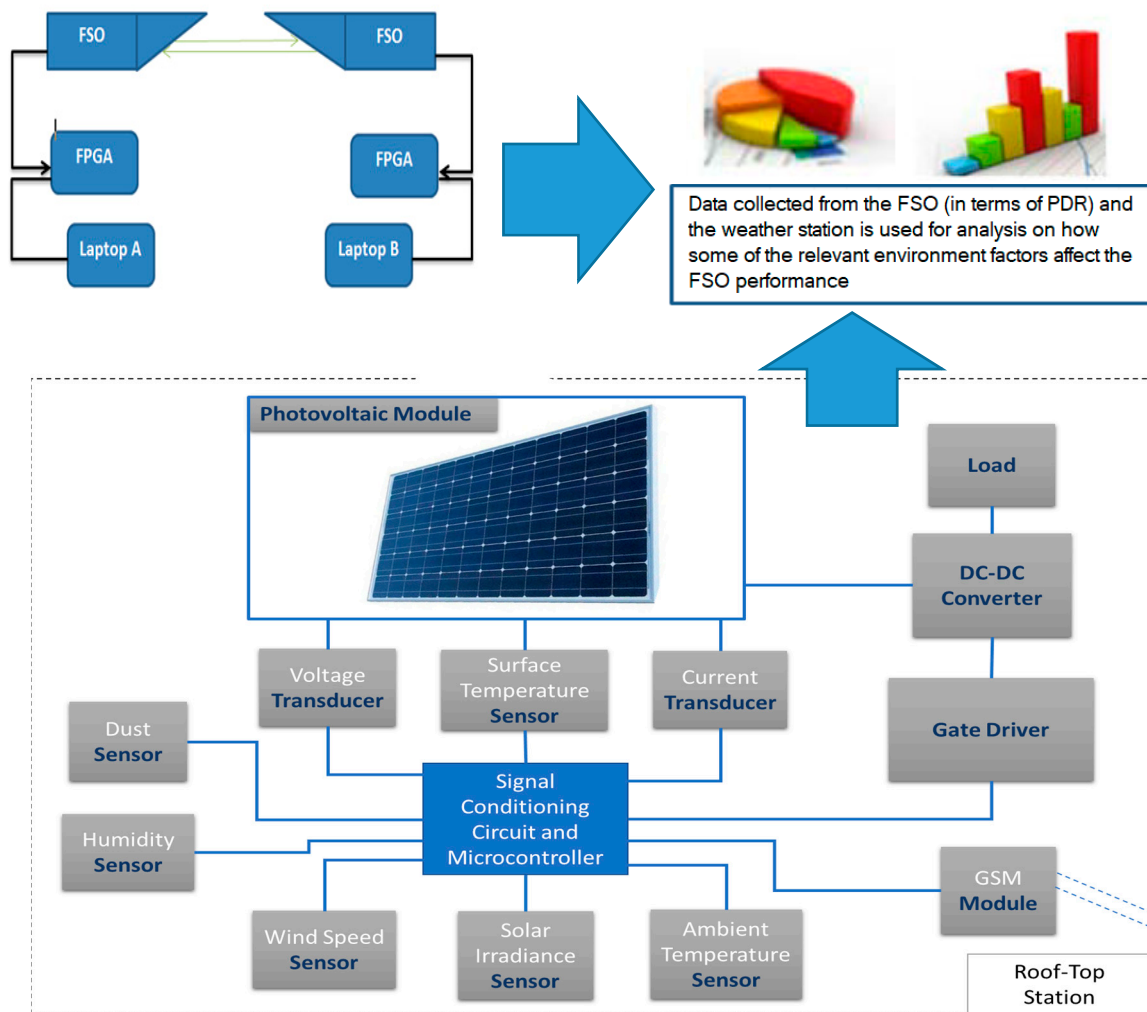 FSO
FSO
FPGA
FPGA
Laptop A
Laptop B
Data collected from the FSO (in terms of PDR) and
the weather station is used for analysis on how
some of the relevant environment factors affect the
FSO performance
Photovoltaic Module
Load
DC-DC
Converter
Voltage
Transducer
Surface
Temperature
Sensor
Current
Transducer
Gate Driver
Dust
Sensor
Signal
Conditioning
Circuit and
Microcontroller
Humidity
Sensor
GSM
Module
Wind Speed
Sensor
Solar
Irradiance
Sensor
Ambient
Temperature
Sensor
Roof-Top
Station